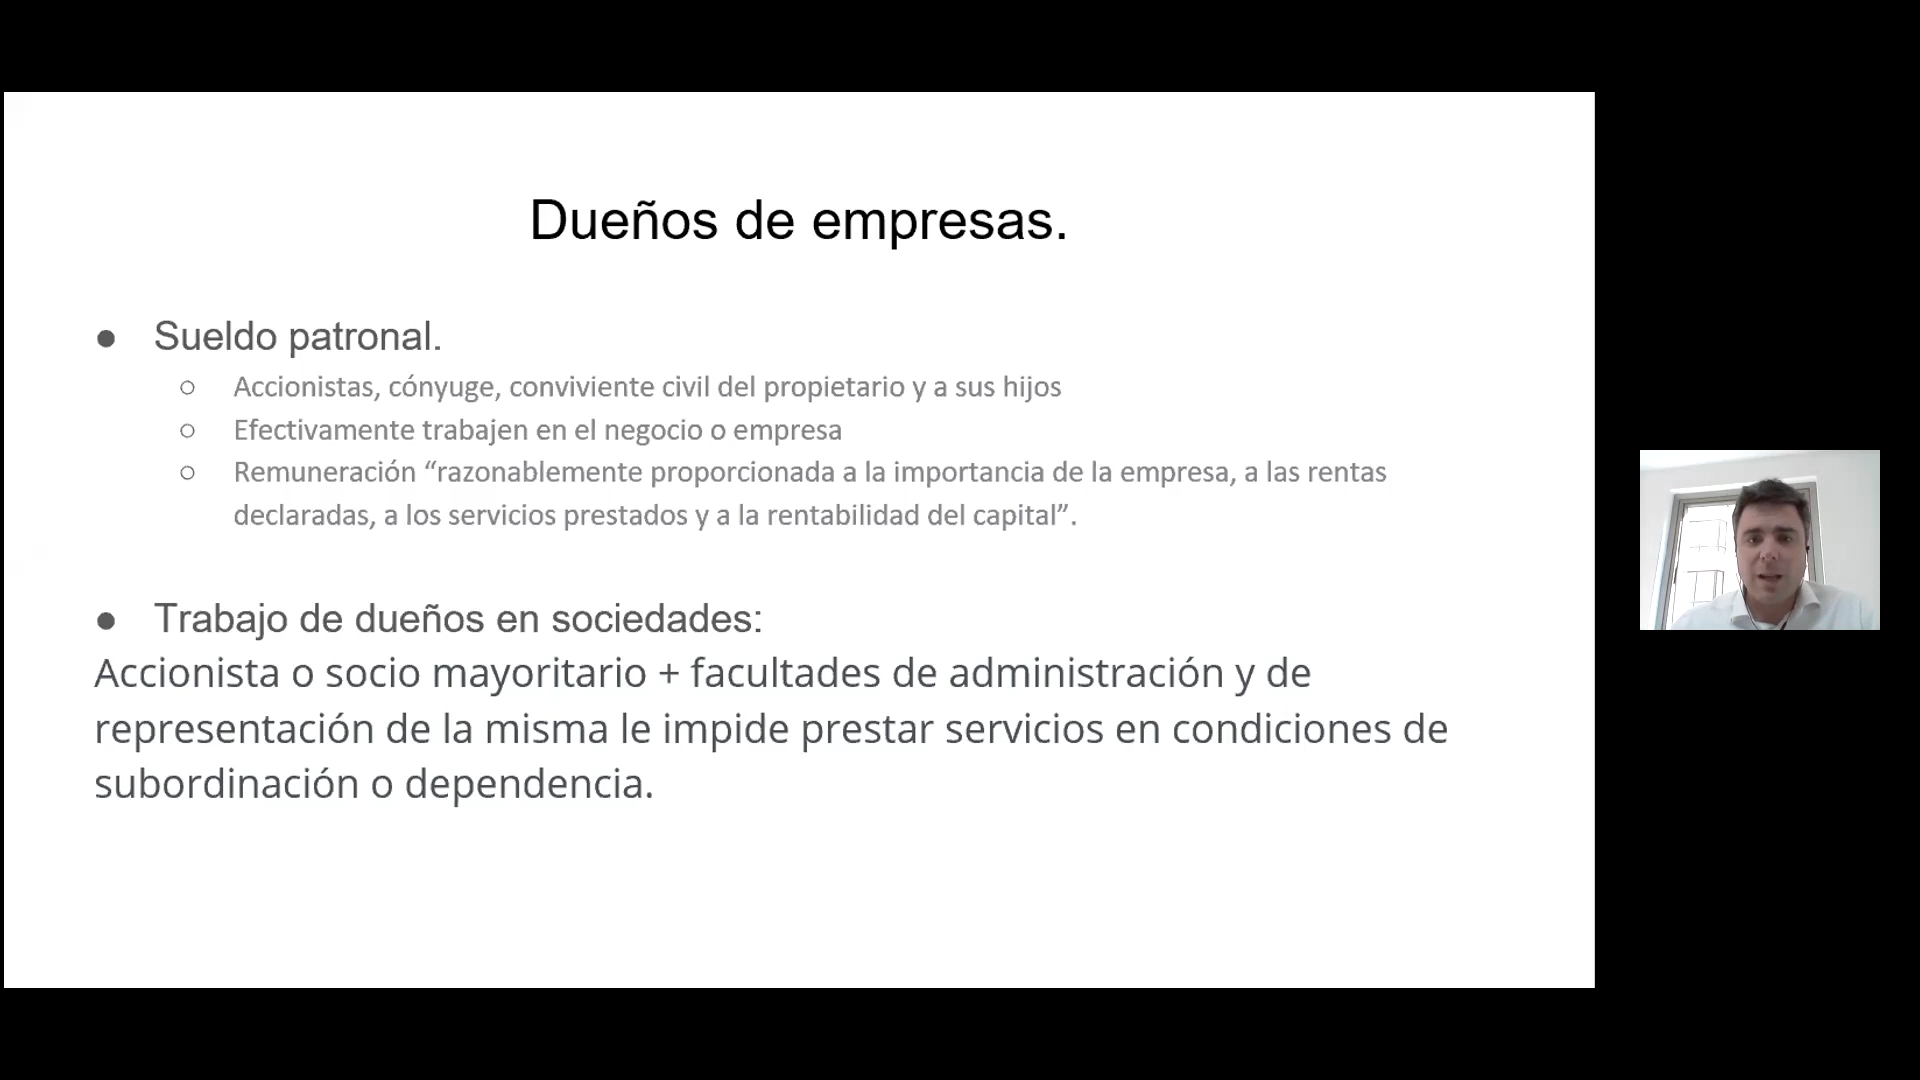 Dueños de empresas.
● Sueldo patronal.
○ Accionistas, cónyuge, conviviente civil del propietario y a sus hijos
○ Efectivamente trabajen en el negocio o empresa
○ Remuneración “razonablemente proporcionada a la importancia de la empresa, a las rentas
declaradas, a los servicios prestados y a la rentabilidad del capital”.
● Trabajo de dueños en sociedades:
Accionista o socio mayoritario + facultades de administración y de
representación de la misma le impide prestar servicios en condiciones de
subordinación o dependencia.